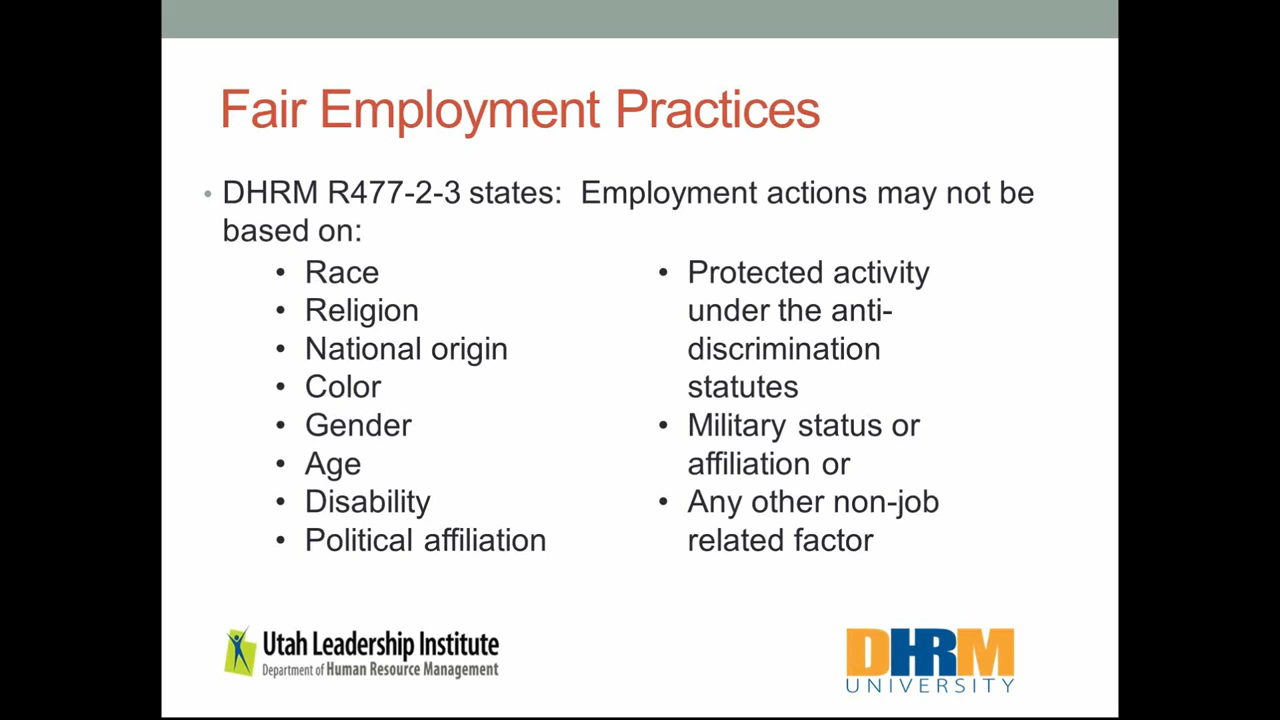 Fair Employment Practices
• DHRM R477-2-3 states:  Employment actions may not be
based on:
• Race
• Religion
• National origin
• Color
• Gender
• Age
• Disability
• Political affiliation
• Protected activity
under the anti-
discrimination
statutes
• Military status or
affiliation or
• Any other non-job
related factor
Utah Leadership Institute
Department of Human Resource Management
DHRM
UNIVERSITY